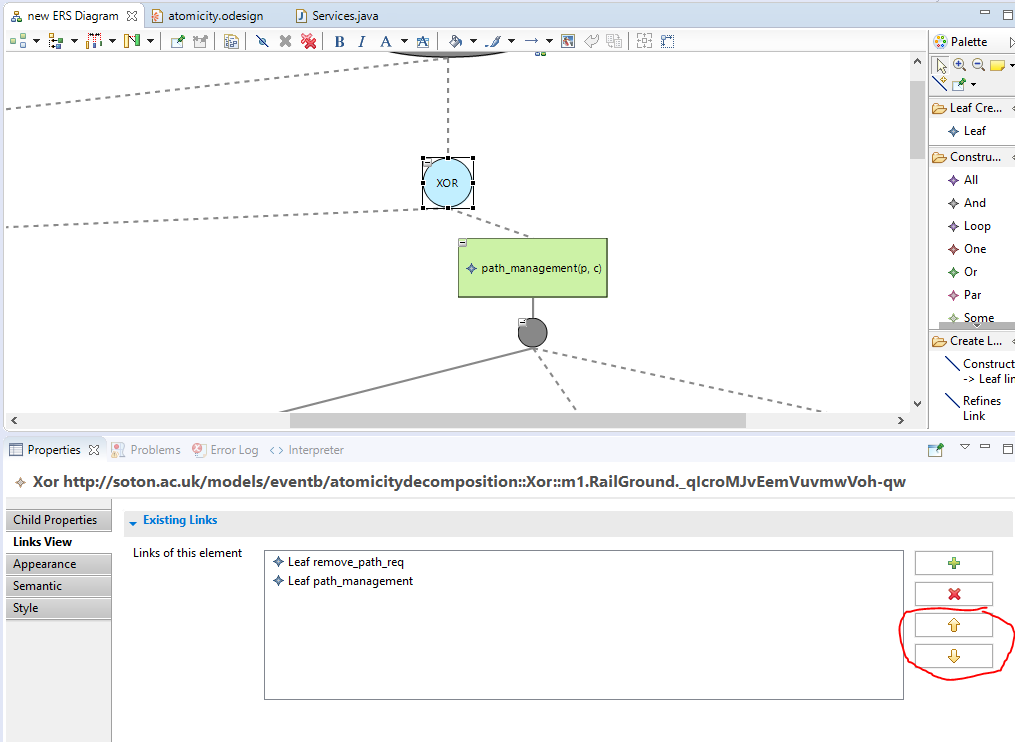 new ERS Diagram
atomicity.odesign
Services.java
B I A A
Palette
Leaf Cre...
Leaf
Constru...
All
And
Loop
One
Or
Par
Some
Create L...
Construct
-> Leaf lin
Refines
Link
XOR
path_management(p, c)
Properties
Problems
Error Log
Interpreter
Xor http://soton.ac.uk/models/eventb/atomicitydecomposition::Xor::m1.RailGround._qIcroMJvEemVuvmwVoh-qw
Child Properties
Links View
Appearance
Semantic
Style
Existing Links
Links of this element
Leaf remove_path_req
Leaf path_management